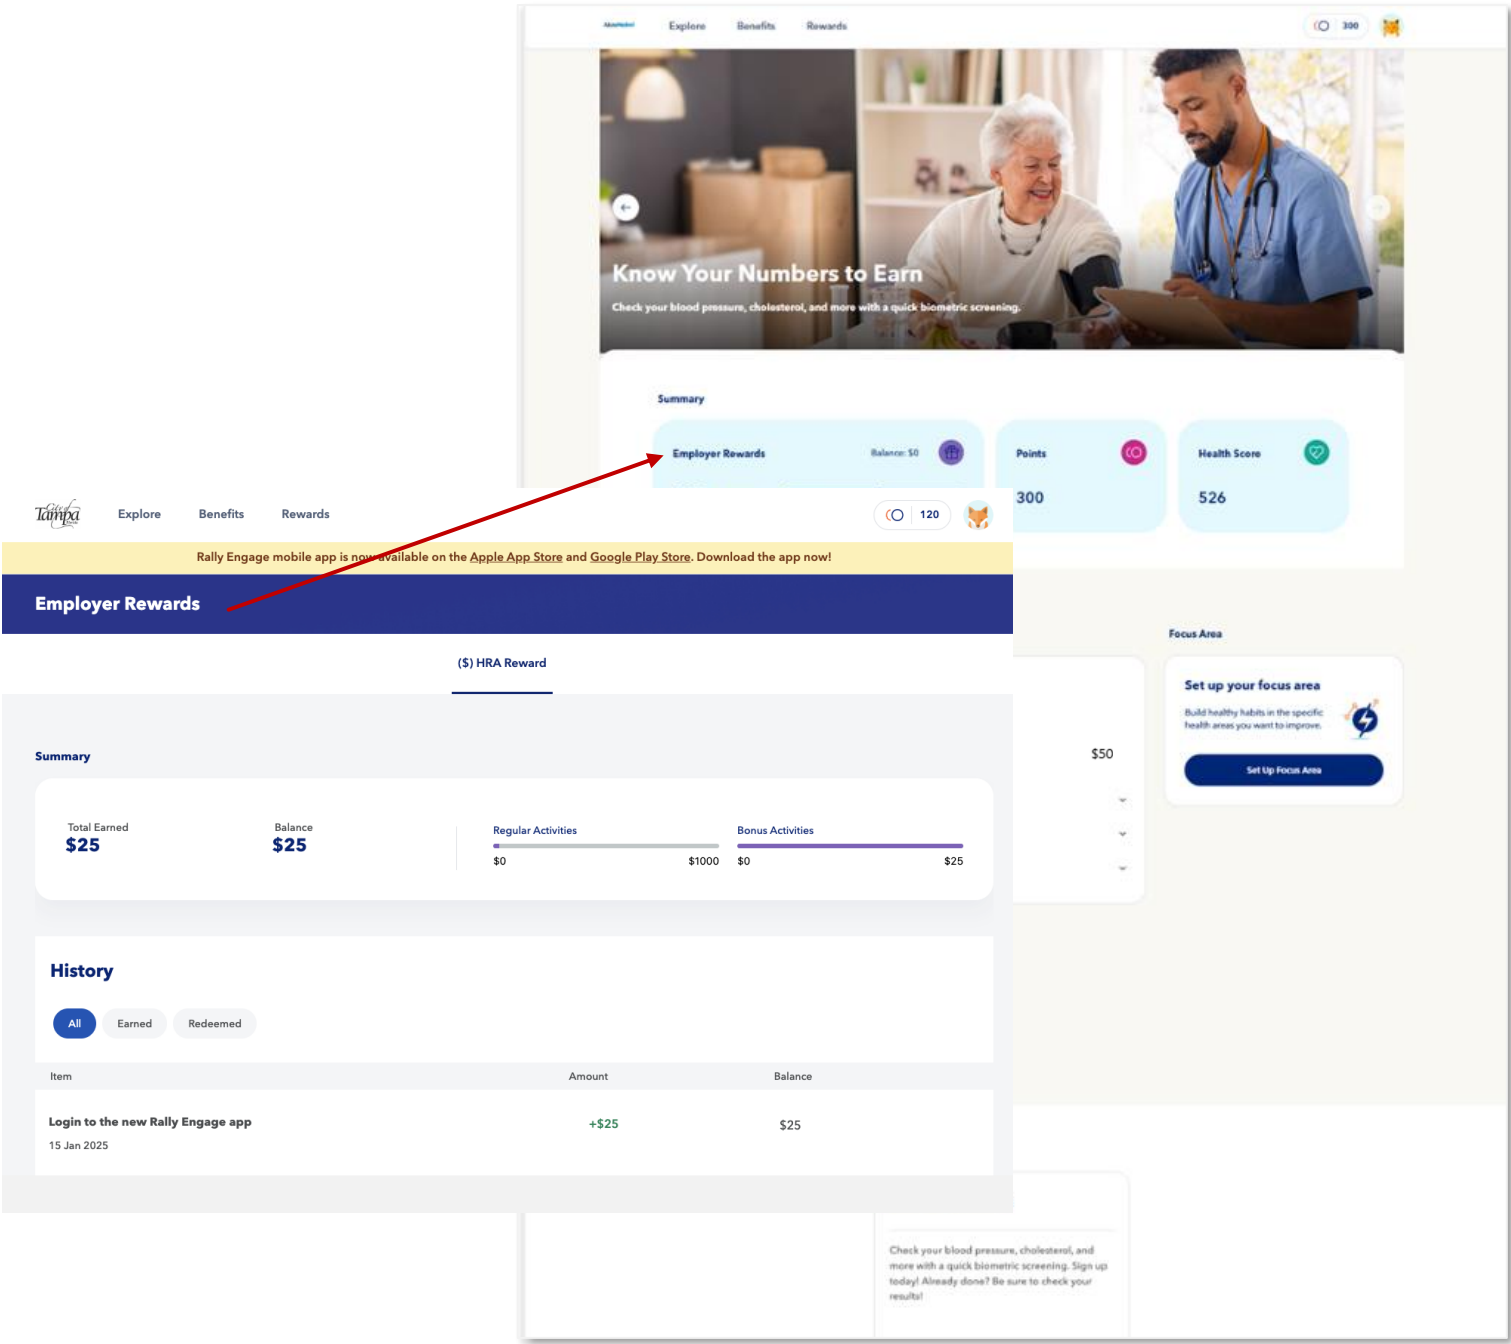 Explore Benefits Rewards
300
Know Your Numbers to Earn
Check your blood pressure, cholesterol, and more with a quick biometric screening.
Summary
Employer Rewards
Balance: $0
Points
300
Health Score
526
City of
Tampa
Explore Benefits Rewards
120
Rally Engage mobile app is now available on the Apple App Store and Google Play Store. Download the app now!
Employer Rewards
($) HRA Reward
Summary
Total Earned
$25
Balance
$25
Regular Activities
$0 $1000
Bonus Activities
$0 $25
History
All Earned Redeemed
Item Amount Balance
Login to the new Rally Engage app
+$25 $25
15 Jan 2025
Focus Area
Set up your focus area
Build healthy habits in the specific
health areas you want to improve.
Set Up Focus Area
$50
Check your blood pressure, cholesterol, and
more with a quick biometric screening. Sign up
today! Already done? Be sure to check your
results!